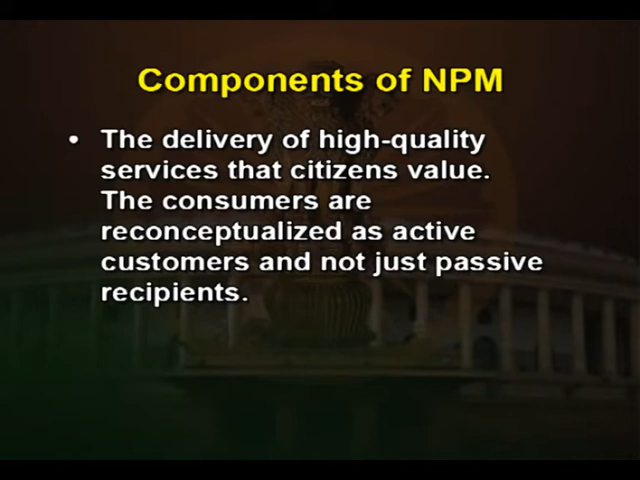 Components of NPM
• The delivery of high-quality
services that citizens value.
The consumers are
reconceptualized as active
customers and not just passive
recipients.